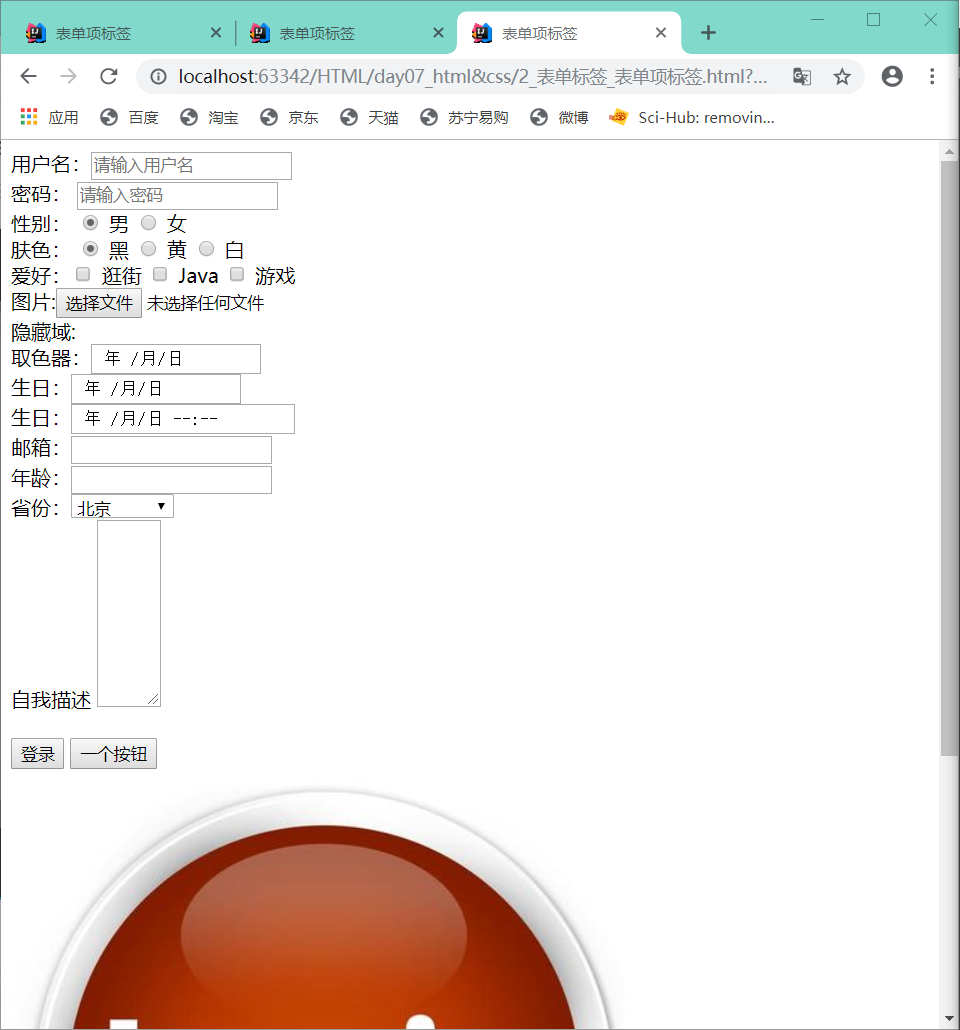 表单项标签 表单项标签 表单项标签
localhost:63342/HTML/day07_html&css/2_表单标签_表单项标签.html?...
应用 百度 淘宝 京东 天猫 苏宁易购 微博 Sci-Hub: removin...
用户名：请输入用户名
密码：请输入密码
性别： 男 女
肤色： 黑 黄 白
爱好： 逛街 Java 游戏
图片:选择文件 未选择任何文件
隐藏域:
取色器： 年 /月/日
生日： 年 /月/日
生日： 年 /月/日 --:--
邮箱：
年龄：
省份： 北京
自我描述
登录 一个按钮